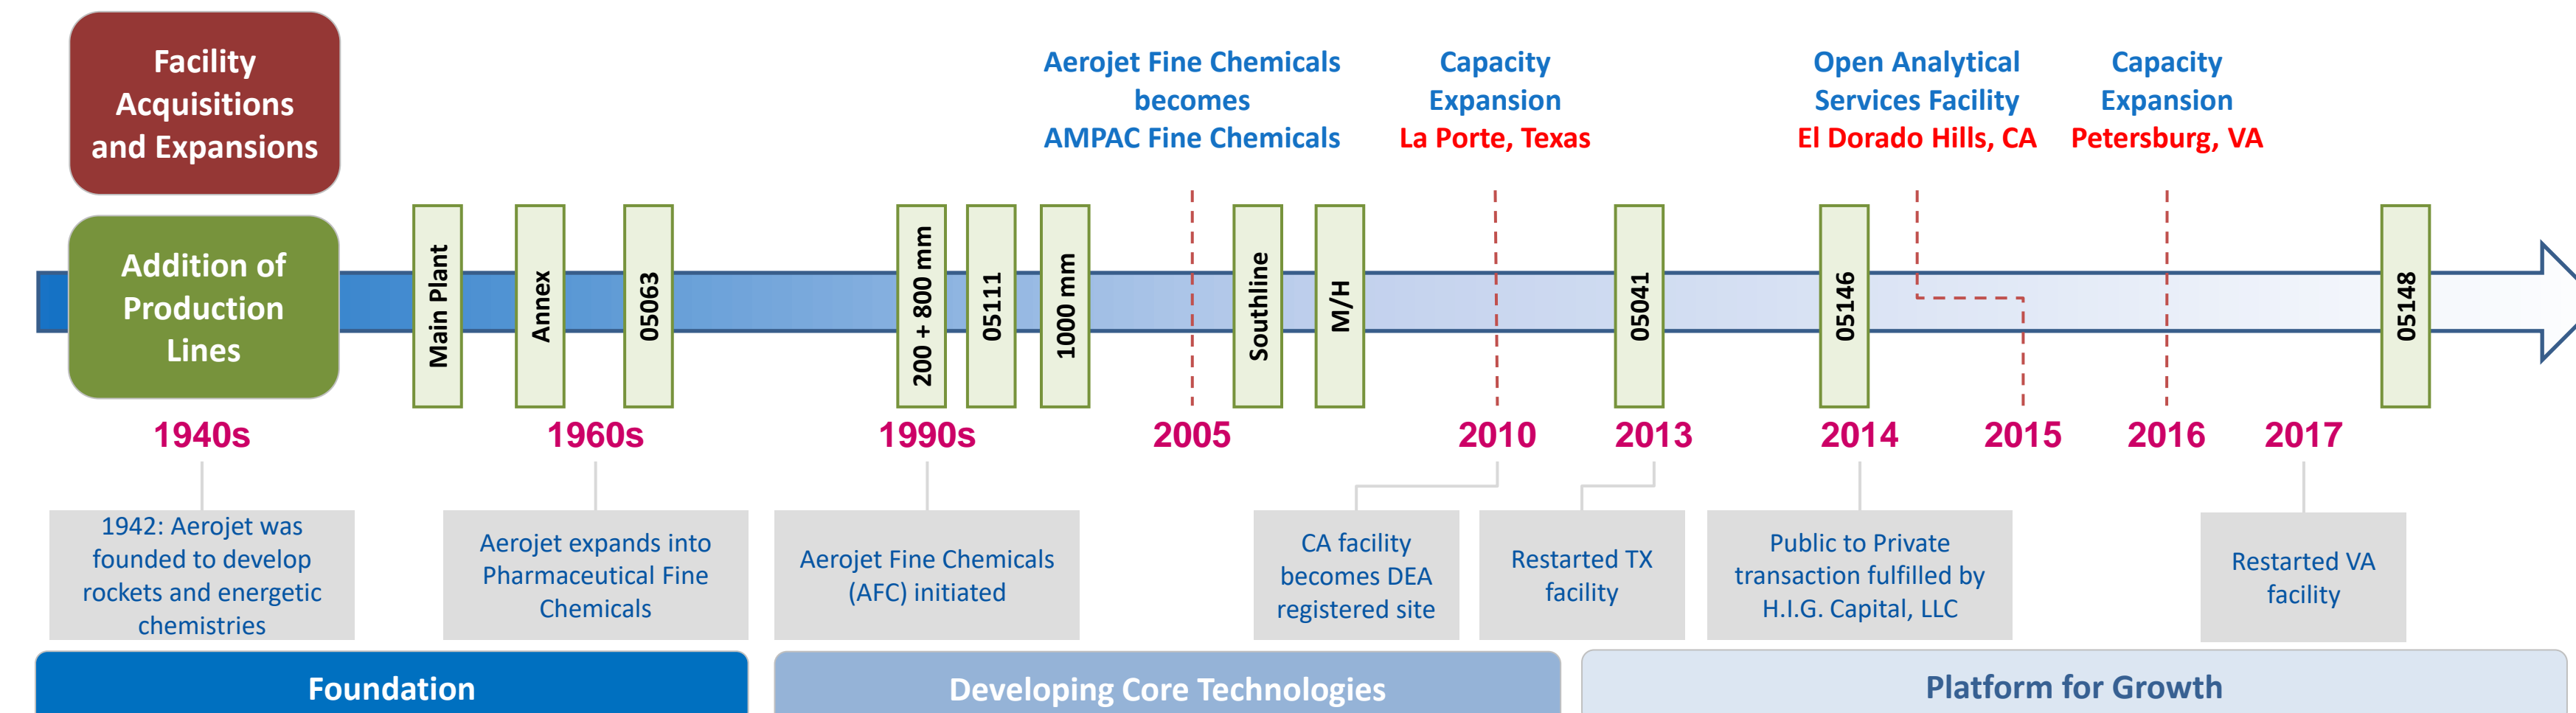 Facility
Acquisitions
and Expansions
Aerojet Fine Chemicals
becomes
AMPAC Fine Chemicals
Capacity
Expansion
La Porte, Texas
Open Analytical
Services Facility
El Dorado Hills, CA
Capacity
Expansion
Petersburg, VA
Addition of
Production
Lines
Main Plant
Annex
05063
200 + 800 mm
05111
1000 mm
Southline
M/H
05041
05146
05148
1940s
1960s
1990s
2005
2010
2013
2014
2015
2016
2017
1942: Aerojet was
founded to develop
rockets and energetic
chemistries
Aerojet expands into
Pharmaceutical Fine
Chemicals
Aerojet Fine Chemicals
(AFC) initiated
CA facility
becomes DEA
registered site
Restarted TX
facility
Public to Private
transaction fulfilled by
H.I.G. Capital, LLC
Restarted VA
facility
Foundation
Developing Core Technologies
Platform for Growth